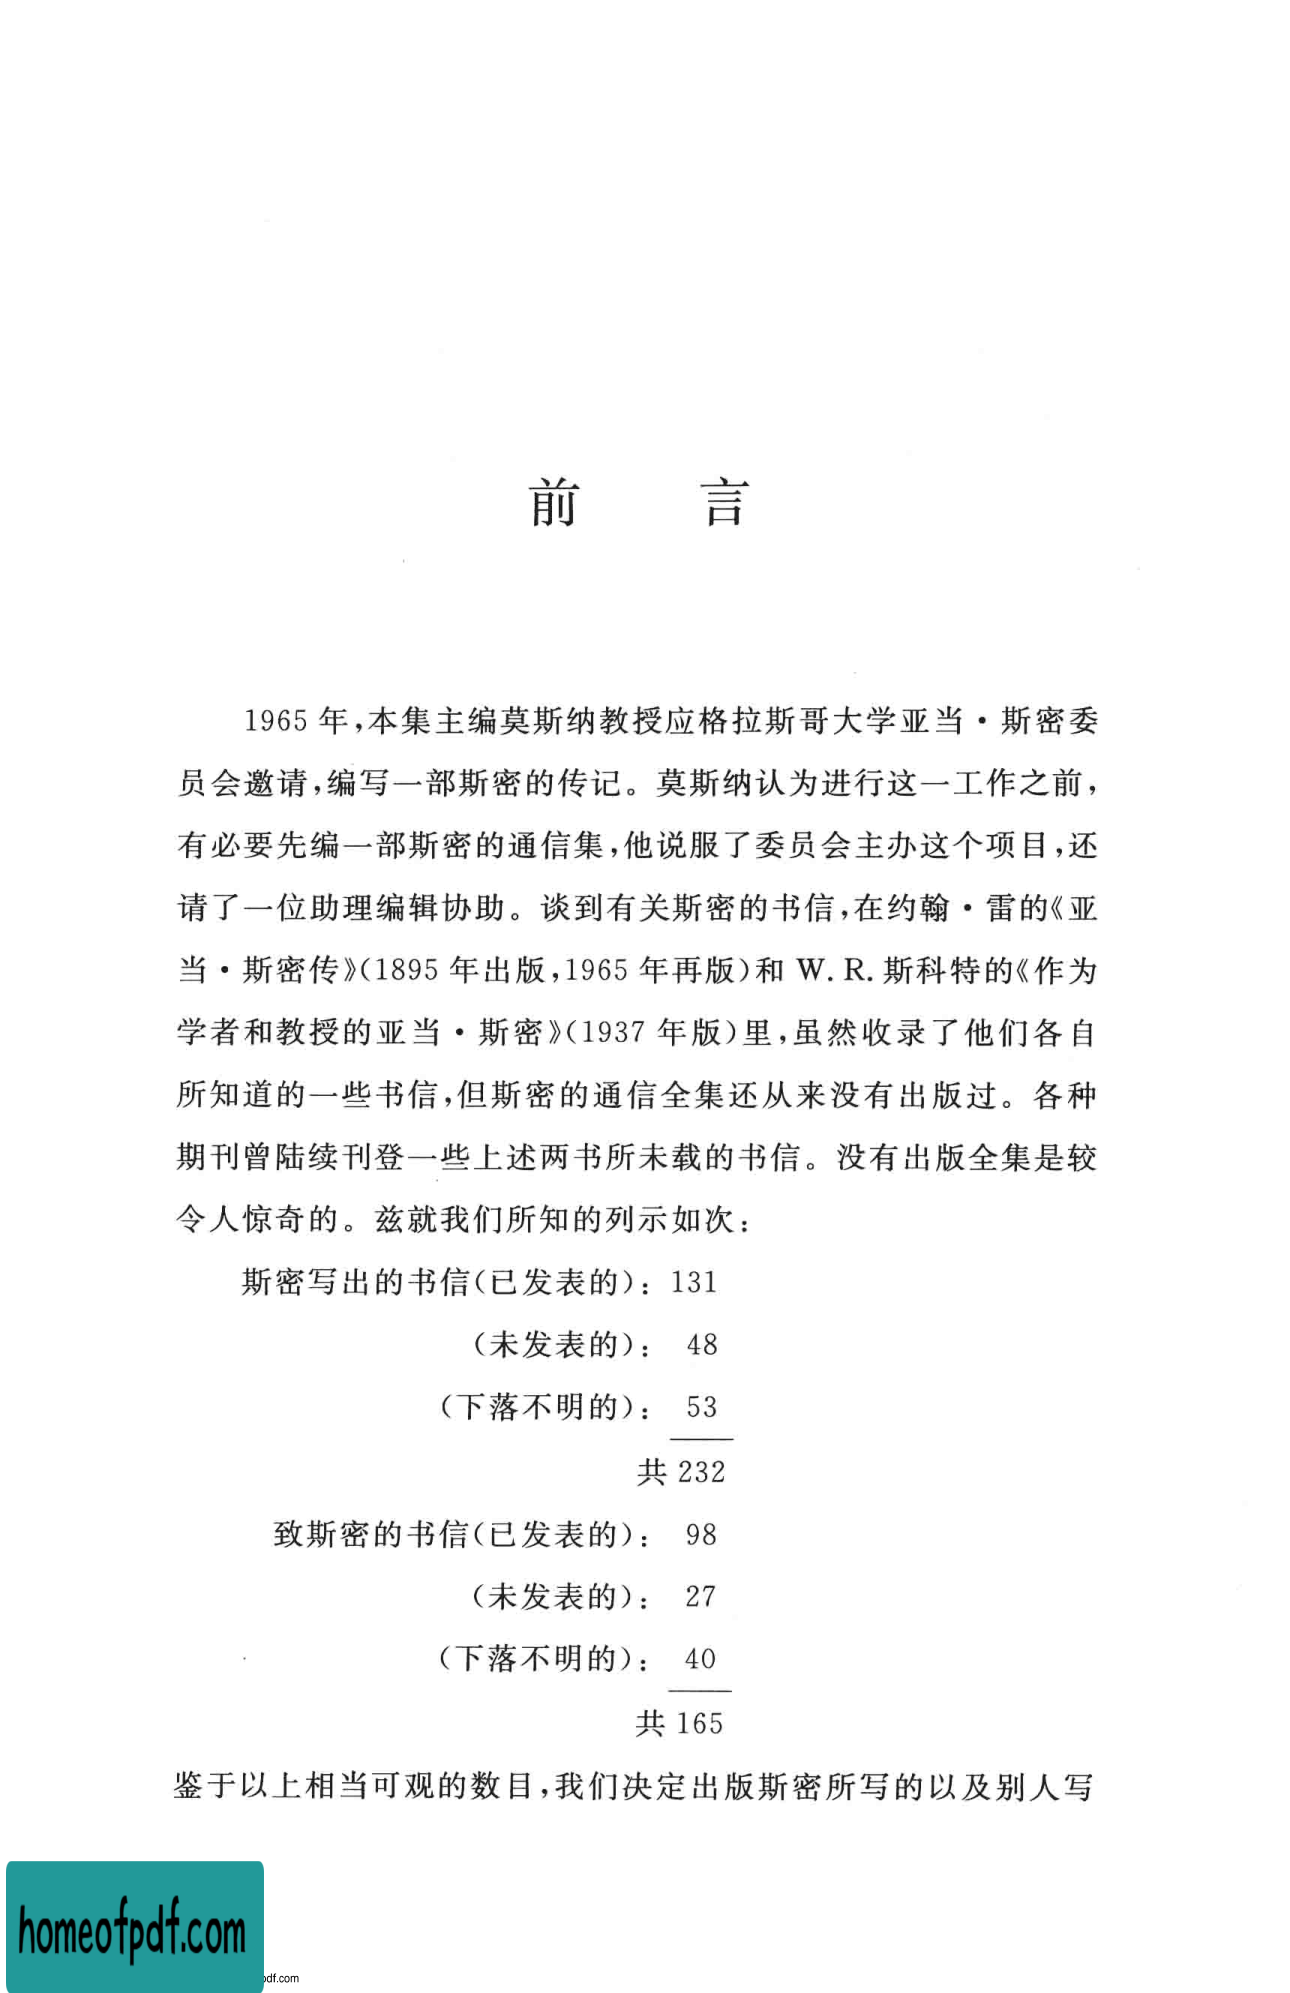 前 言
1965 年,本集主编莫斯纳教授应格拉斯哥大学亚当·斯密委
员会邀请,编写一部斯密的传记。莫斯纳认为进行这一工作之前,
有必要先编一部斯密的通信集,他说服了委员会主办这个项目,还
请了一位助理编辑协助。谈到有关斯密的书信,在约翰·雷的《亚
当·斯密传》(1895 年出版,1965 年再版)和 W. R. 斯科特的《作为
学者和教授的亚当·斯密》(1937 年版)里,虽然收录了他们各自
所知道的一些书信,但斯密的通信全集还从来没有出版过。各种
期刊曾陆续刊登一些上述两书所未载的书信。没有出版全集是较
令人惊奇的。兹就我们所知的列示如次:
斯密写出的书信(已发表的): 131
(未发表的): 48
(下落不明的): 53
共 232
致斯密的书信(已发表的): 98
(未发表的): 27
(下落不明的): 40
共 165
鉴于以上相当可观的数目,我们决定出版斯密所写的以及别人写
homeofpdf.com
df.com